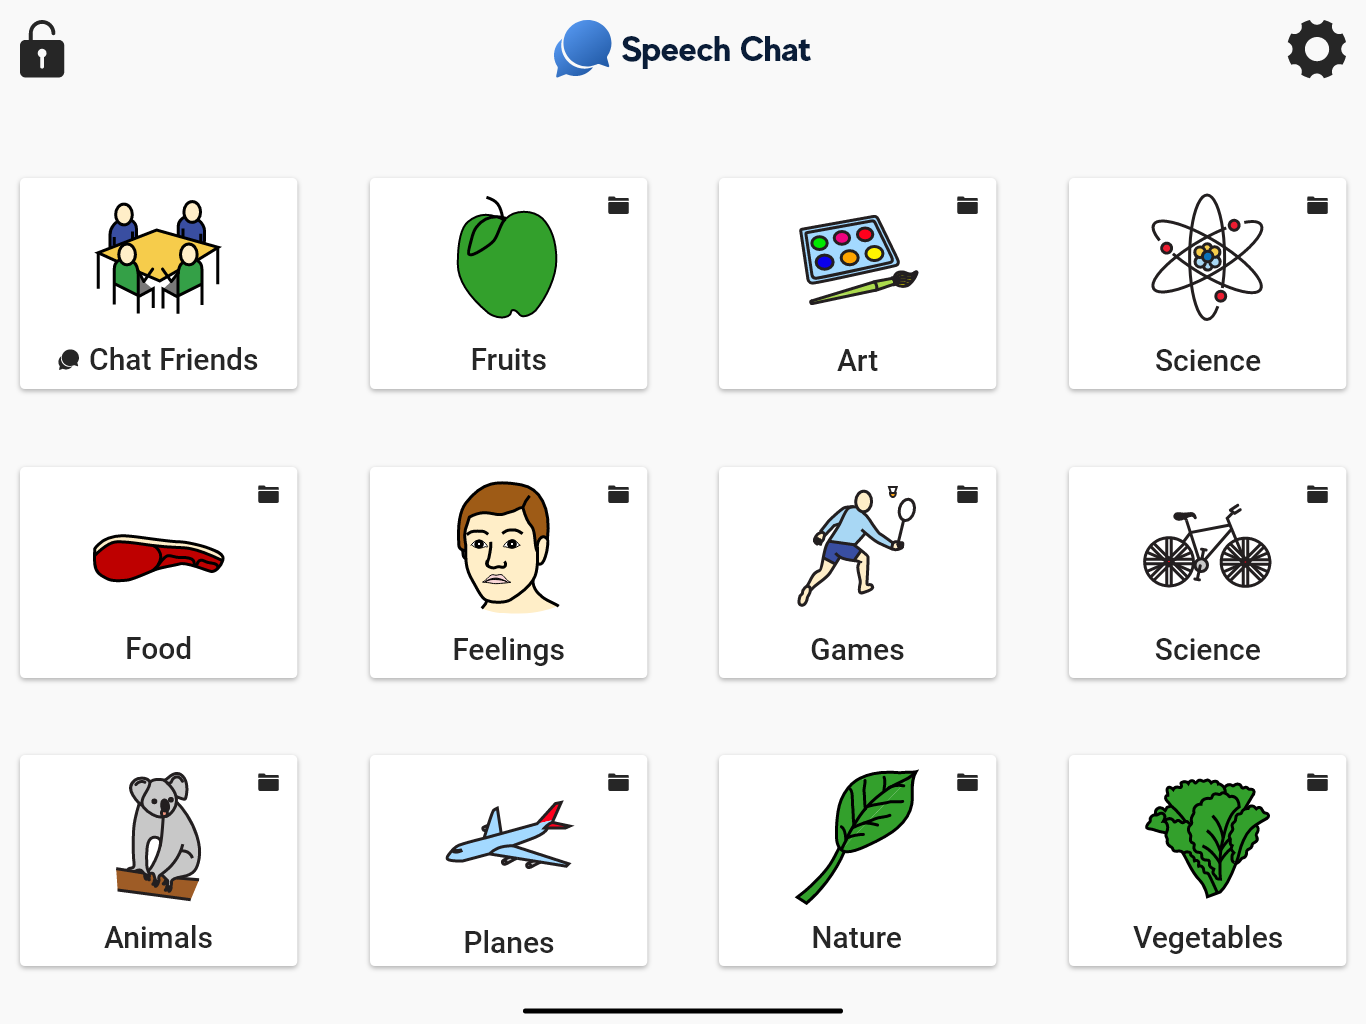 Speech Chat
Chat Friends
Fruits
Art
Science
Food
Feelings
Games
Science
Animals
Planes
Nature
Vegetables